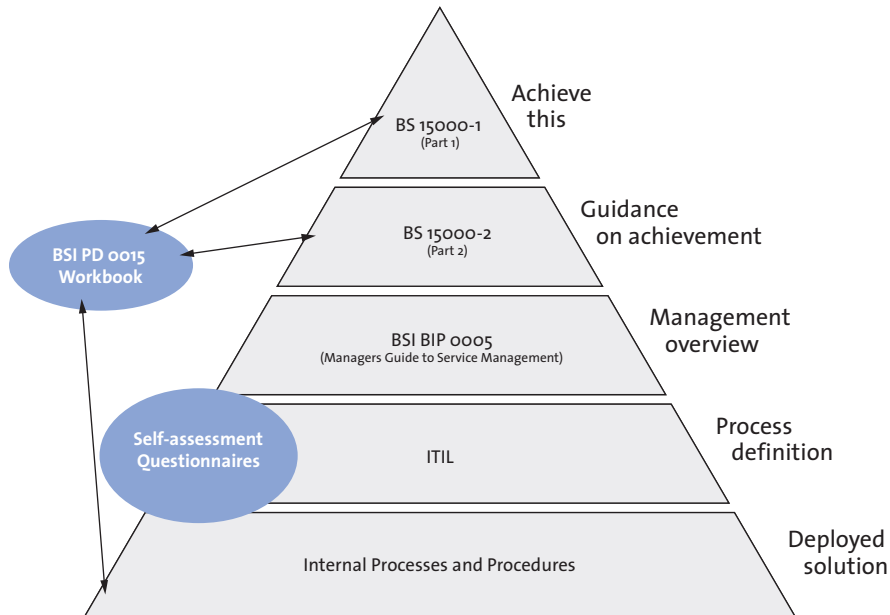 Achieve
this
BS 15000-1
(Part 1)
Guidance
on achievement
BS 15000-2
(Part 2)
BSI PD 0015
Workbook
Management
overview
BSI BIP 0005
(Managers Guide to Service Management)
Process
definition
Self-assessment
Questionnaires
ITIL
Deployed
solution
Internal Processes and Procedures